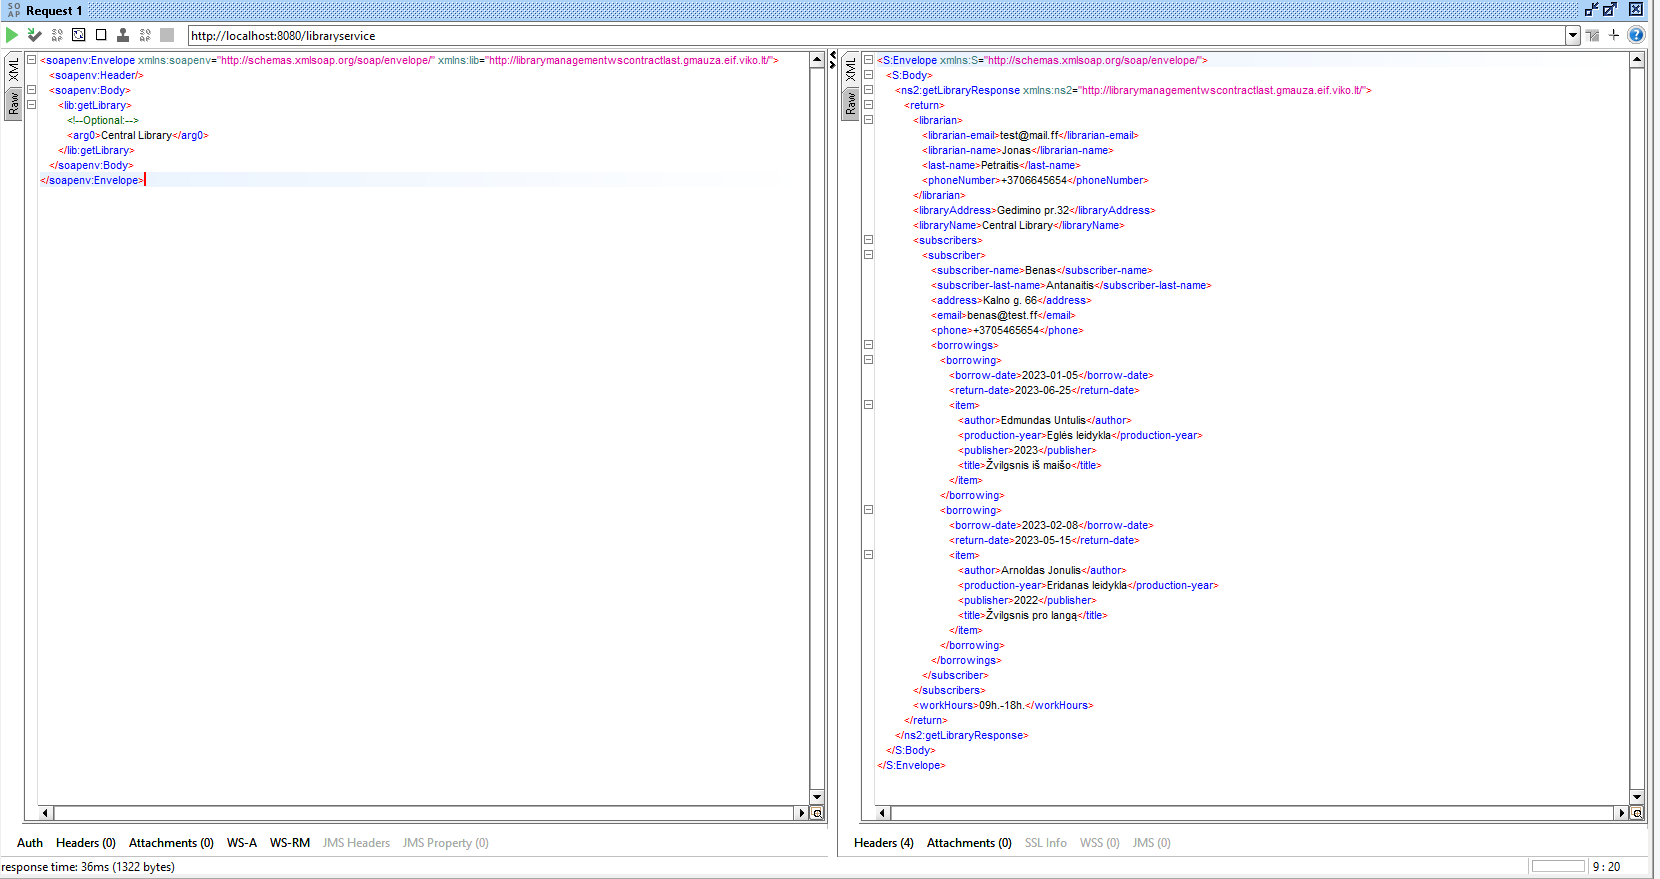 SO AP Request 1
http://localhost:8080/libraryservice
XML
Raw
<soapenv:Envelope xmlns:soapenv="http://schemas.xmlsoap.org/soap/envelope/" xmlns:lib="http://librarymanagementwscontractlast.gmauza.eif.viko.lt/">
<soapenv:Header/>
<soapenv:Body>
<lib:getLibrary>
<!--Optional:-->
<arg0>Central Library</arg0>
</lib:getLibrary>
</soapenv:Body>
</soapenv:Envelope>
XML
Raw
<S:Envelope xmlns:S="http://schemas.xmlsoap.org/soap/envelope/">
<S:Body>
<ns2:getLibraryResponse xmlns:ns2="http://librarymanagementwscontractlast.gmauza.eif.viko.lt/">
<return>
<librarian>
<librarian-email>test@mail.ff</librarian-email>
<librarian-name>Jonas</librarian-name>
<last-name>Petraitis</last-name>
<phoneNumber>+3706645654</phoneNumber>
</librarian>
<libraryAddress>Gedimino pr.32</libraryAddress>
<libraryName>Central Library</libraryName>
<subscribers>
<subscriber>
<subscriber-name>Benas</subscriber-name>
<subscriber-last-name>Antanaitis</subscriber-last-name>
<address>Kalno g. 66</address>
<email>benas@test.ff</email>
<phone>+3705465654</phone>
<borrowings>
<borrowing>
<borrow-date>2023-01-05</borrow-date>
<return-date>2023-06-25</return-date>
<item>
<author>Edmundas Untulis</author>
<production-year>Eglės leidykla</production-year>
<publisher>2023</publisher>
<title>Žvilgsnis iš maišo</title>
</item>
</borrowing>
<borrowing>
<borrow-date>2023-02-08</borrow-date>
<return-date>2023-05-15</return-date>
<item>
<author>Arnoldas Jonulis</author>
<production-year>Eridanas leidykla</production-year>
<publisher>2022</publisher>
<title>Žvilgsnis pro langą</title>
</item>
</borrowing>
</borrowings>
</subscriber>
</subscribers>
<workHours>09h.-18h.</workHours>
</return>
</ns2:getLibraryResponse>
</S:Body>
</S:Envelope>
Auth Headers (0) Attachments (0) WS-A WS-RM JMS Headers JMS Property (0)
Headers (4) Attachments (0) SSL Info WSS (0) JMS (0)
response time: 36ms (1322 bytes)
9 : 20